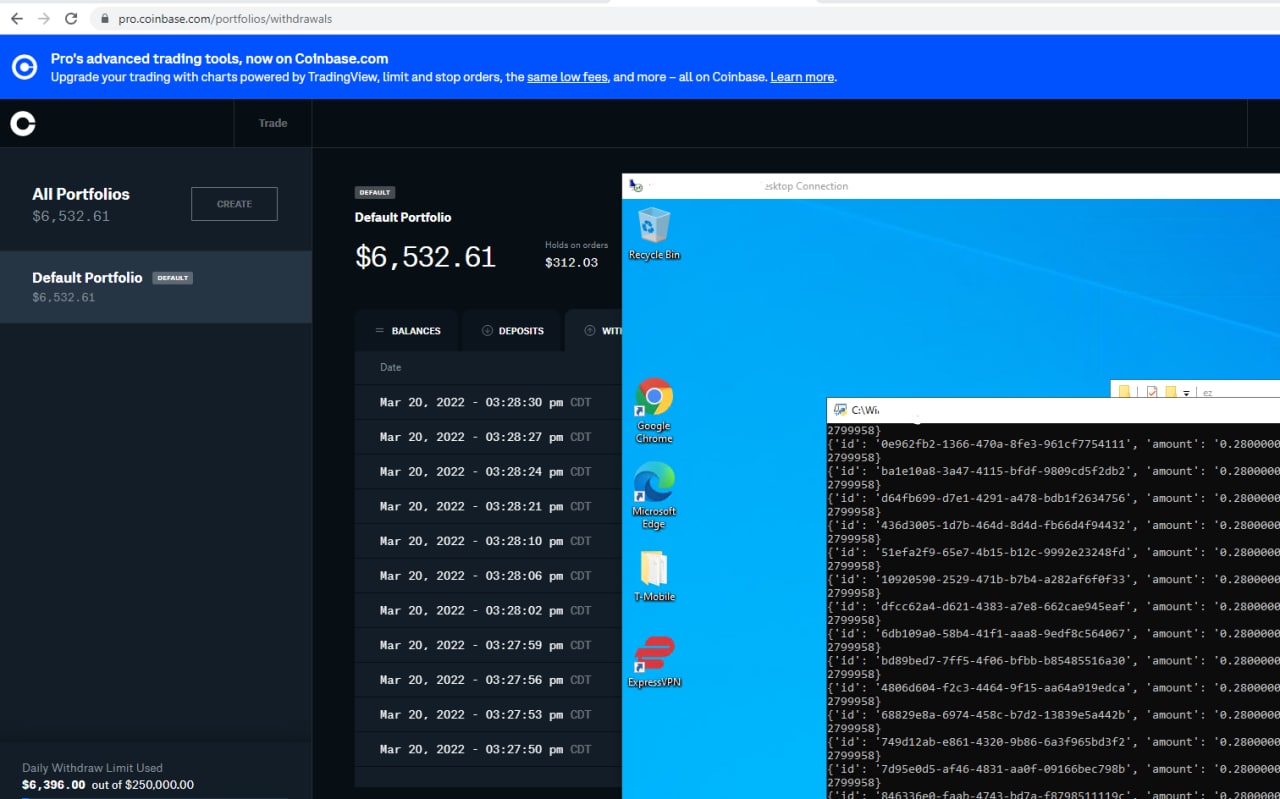 pro.coinbase.com/portfolios/withdrawals
Pro's advanced trading tools, now on Coinbase.com
Upgrade your trading with charts powered by TradingView, limit and stop orders, the same low fees, and more – all on Coinbase. Learn more.
Trade
All Portfolios
$6,532.61
CREATE
Default Portfolio DEFAULT
$6,532.61
DEFAULT
Default Portfolio
$6,532.61
Holds on orders
$312.03
BALANCES
DEPOSITS
WIT
Date
Mar 20, 2022 - 03:28:30 pm CDT
Mar 20, 2022 - 03:28:27 pm CDT
Mar 20, 2022 - 03:28:24 pm CDT
Mar 20, 2022 - 03:28:21 pm CDT
Mar 20, 2022 - 03:28:10 pm CDT
Mar 20, 2022 - 03:28:06 pm CDT
Mar 20, 2022 - 03:28:02 pm CDT
Mar 20, 2022 - 03:27:59 pm CDT
Mar 20, 2022 - 03:27:56 pm CDT
Mar 20, 2022 - 03:27:53 pm CDT
Mar 20, 2022 - 03:27:50 pm CDT
Daily Withdraw Limit Used
$6,396.00 out of $250,000.00
esktop Connection
Recycle Bin
Google
Chrome
Microsoft
Edge
T-Mobile
ExpressVPN
ez
C:\Wi
2799958}
{'id': '0e962fb2-1366-470a-8fe3-961cf7754111', 'amount': '0.2800000
2799958}
{'id': 'ba1e10a8-3a47-4115-bfdf-9809cd5f2db2', 'amount': '0.2800000
2799958}
{'id': 'd64fb699-d7e1-4291-a478-bdb1f2634756', 'amount': '0.2800000
2799958}
{'id': '436d3005-1d7b-464d-8d4d-fb66d4f94432', 'amount': '0.2800000
2799958}
{'id': '51efa2f9-65e7-4b15-b12c-9992e23248fd', 'amount': '0.2800000
2799958}
{'id': '10920590-2529-471b-b7b4-a282af6f0f33', 'amount': '0.2800000
2799958}
{'id': 'dfcc62a4-d621-4383-a7e8-662cae945eaf', 'amount': '0.2800000
2799958}
{'id': '6db109a0-58b4-41f1-aaa8-9edf8c564067', 'amount': '0.2800000
2799958}
{'id': 'bd89bed7-7ff5-4f06-bfbb-b85485516a30', 'amount': '0.2800000
2799958}
{'id': '4806d604-f2c3-4464-9f15-aa64a919edca', 'amount': '0.2800000
2799958}
{'id': '68829e8a-6974-458c-b7d2-13839e5a442b', 'amount': '0.2800000
2799958}
{'id': '749d12ab-e861-4320-9b86-6a3f965bd3f2', 'amount': '0.2800000
2799958}
{'id': '7d95e0d5-af46-4831-aa0f-09166bec798b', 'amount': '0.2800000
2799958}
{'id': '846336e0-faab-4743-bd7a-f8798511119c', 'amount': '0.2800000